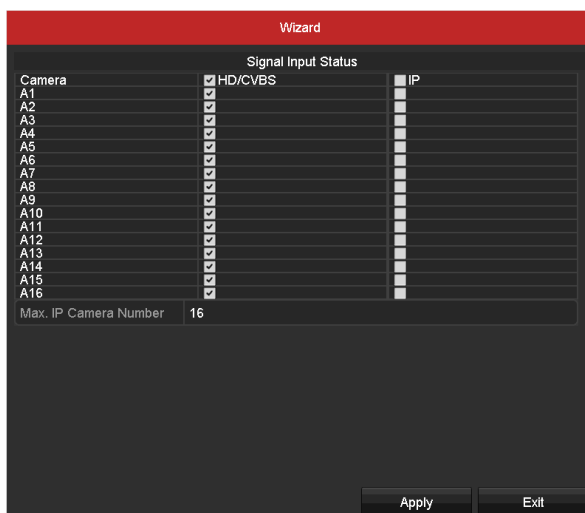 Wizard
Signal Input Status
Camera HD/CVBS IP
A1
A2
A3
A4
A5
A6
A7
A8
A9
A10
A11
A12
A13
A14
A15
A16
Max. IP Camera Number 16
Apply Exit